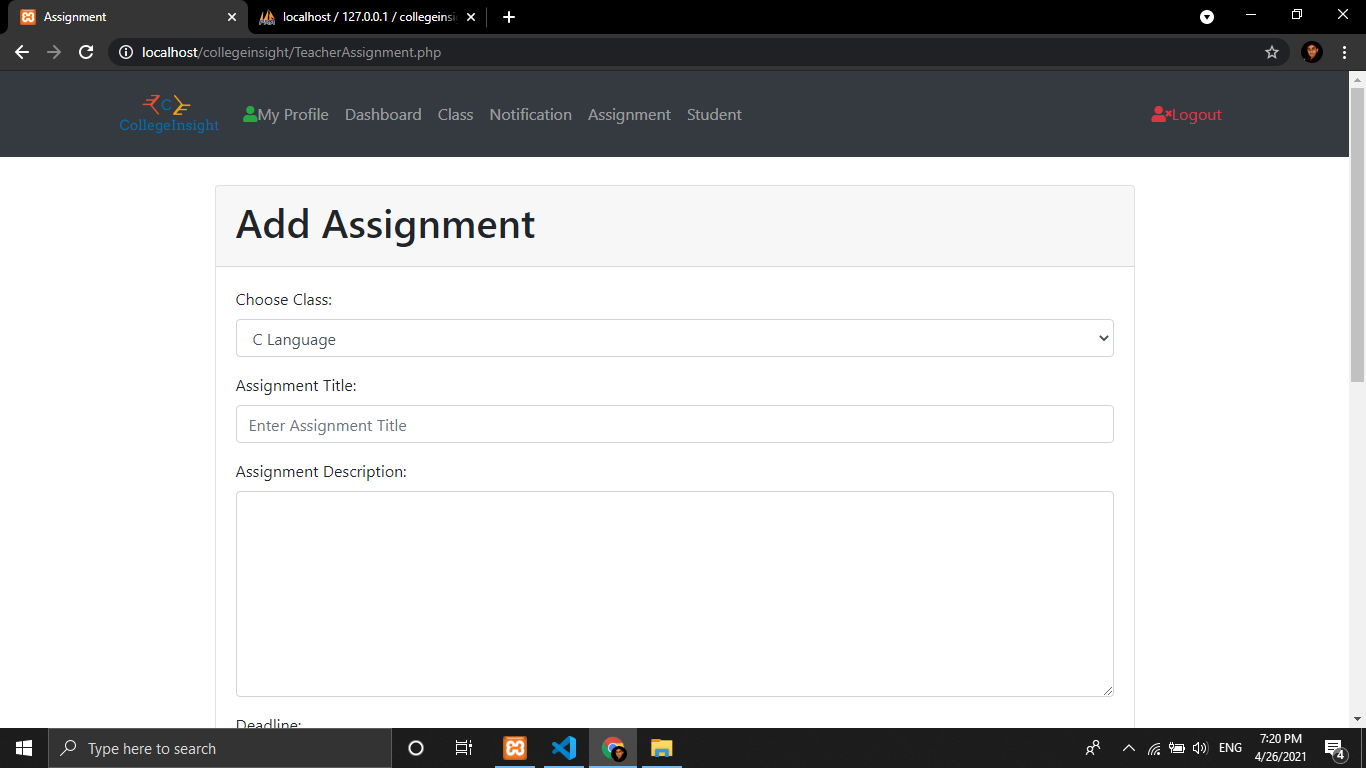 Assignment
localhost / 127.0.0.1 / collegeinsi
localhost/collegeinsight/TeacherAssignment.php
C
CollegeInsight
My Profile
Dashboard
Class
Notification
Assignment
Student
Logout
Add Assignment
Choose Class:
C Language
Assignment Title:
Enter Assignment Title
Assignment Description:
Deadline:
Type here to search
ENG
7:20 PM
4/26/2021
4